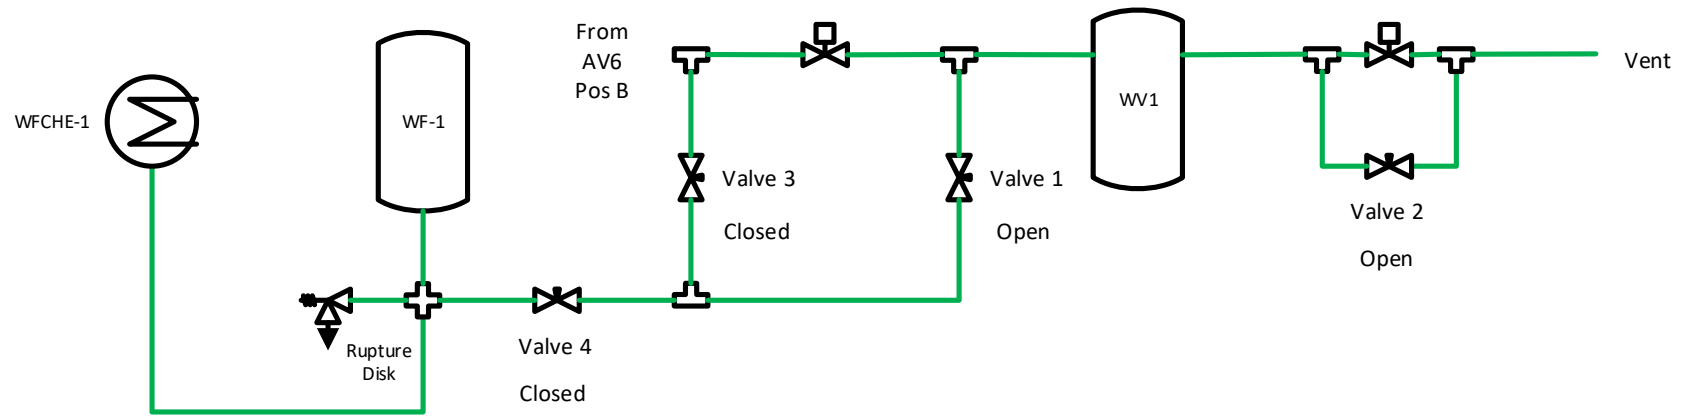 From
AV6
Pos B
Vent
WFCHE-1
WF-1
WV1
Valve 3
Closed
Valve 1
Open
Valve 2
Open
Rupture
Disk
Valve 4
Closed